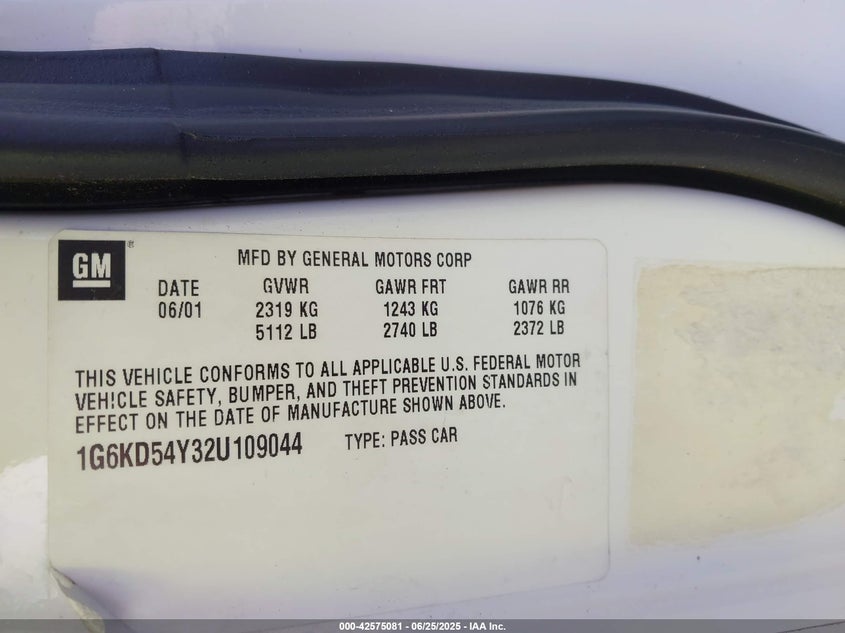 GM
®
MFD BY GENERAL MOTORS CORP
DATE GVWR GAWR FRT GAWR RR
06/01 2319 KG 1243 KG 1076 KG
5112 LB 2740 LB 2372 LB
THIS VEHICLE CONFORMS TO ALL APPLICABLE U.S. FEDERAL MOTOR
VEHICLE SAFETY, BUMPER, AND THEFT PREVENTION STANDARDS IN
EFFECT ON THE DATE OF MANUFACTURE SHOWN ABOVE.
1G6KD54Y32U109044 TYPE: PASS CAR
000-42575081 - 06/25/2025 - IAA Inc.